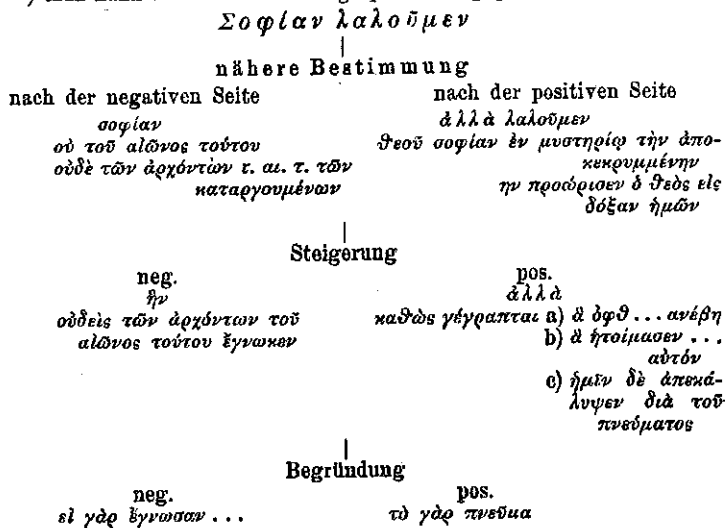 Σοφίαν λαλοῦμεν
nähere Bestimmung
nach der negativen Seite
σοφίαν
οὐ τοῦ αἰῶνος τούτου
οὐδὲ τῶν ἀρχόντων τ. αι. τ. τῶν
καταργουμένων
nach der positiven Seite
ἀλλὰ λαλοῦμεν
θεοῦ σοφίαν ἐν μυστηρίῳ τὴν ἀπο-
κεκρυμμένην
ην προώρισεν ὁ θεὸς εἰς
δόξαν ἡμῶν
Steigerung
neg.
ἣν
οὐδεὶς τῶν ἀρχόντων τοῦ
αἰῶνος τούτου ἔγνωκεν
pos.
ἀλλὰ
καθὼς γέγραπται a) ἃ ὀφθ ... ανέβη
b) ἃ ἡτοίμασεν ...
αὐτόν
c) ἡμῖν δὲ ἀπεκά-
λυψεν διὰ τοῦ
πνεύματος
Begründung
neg.
εἰ γὰρ ἔγνωσαν ...
pos.
τὸ γὰρ πνεῦμα